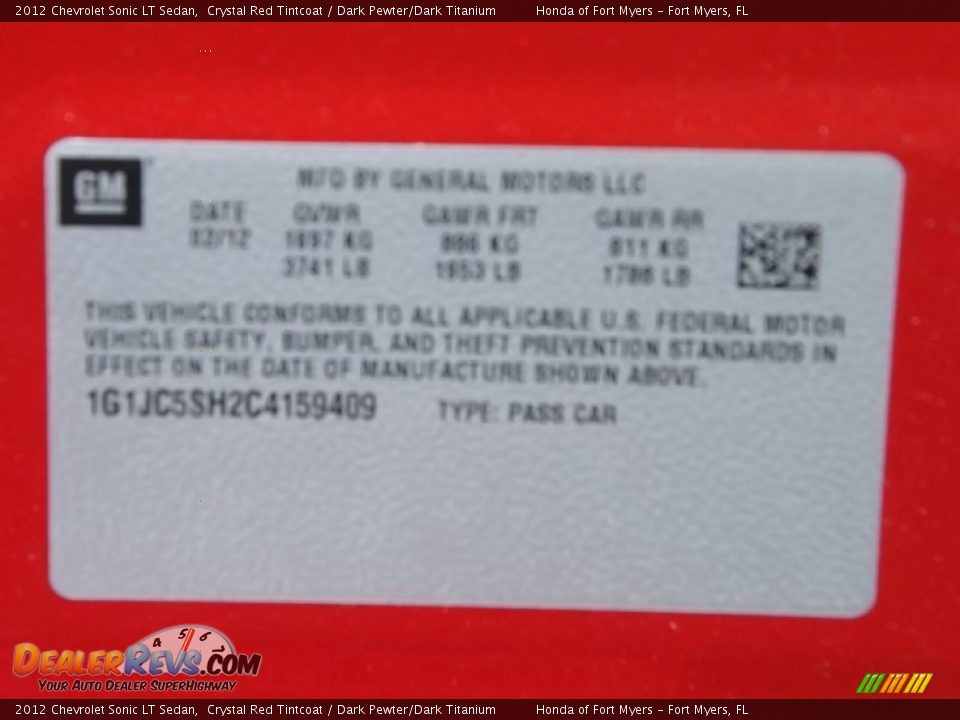 2012 Chevrolet Sonic LT Sedan, Crystal Red Tintcoat / Dark Pewter/Dark Titanium Honda of Fort Myers - Fort Myers, FL
GM
MFD BY GENERAL MOTORS LLC
DATE GVWR GAWR FRT GAWR RR
02/12 1697 KG 886 KG 811 KG
3741 LB 1953 LB 1788 LB
THIS VEHICLE CONFORMS TO ALL APPLICABLE U.S. FEDERAL MOTOR
VEHICLE SAFETY, BUMPER, AND THEFT PREVENTION STANDARDS IN
EFFECT ON THE DATE OF MANUFACTURE SHOWN ABOVE.
1G1JC5SH2C4159409 TYPE: PASS CAR
4 5 6
DEALERREVS.COM
YOUR AUTO DEALER SUPERHIGHWAY
2012 Chevrolet Sonic LT Sedan, Crystal Red Tintcoat / Dark Pewter/Dark Titanium Honda of Fort Myers - Fort Myers, FL